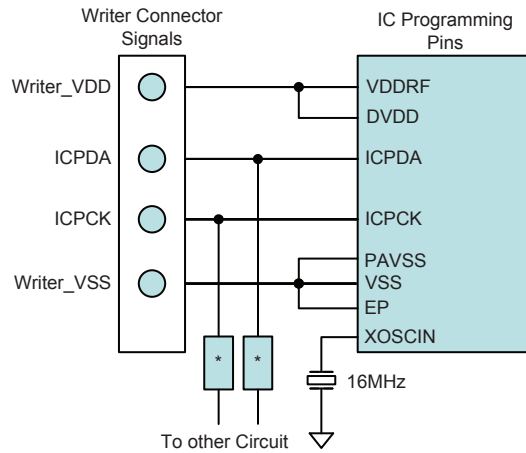 Writer Connector
Signals
IC Programming
Pins
Writer_VDD
VDDRF
DVDD
ICPDA
ICPDA
ICPCK
ICPCK
PAVSS
Writer_VSS
VSS
EP
XOSCIN
* *
16MHz
To other Circuit